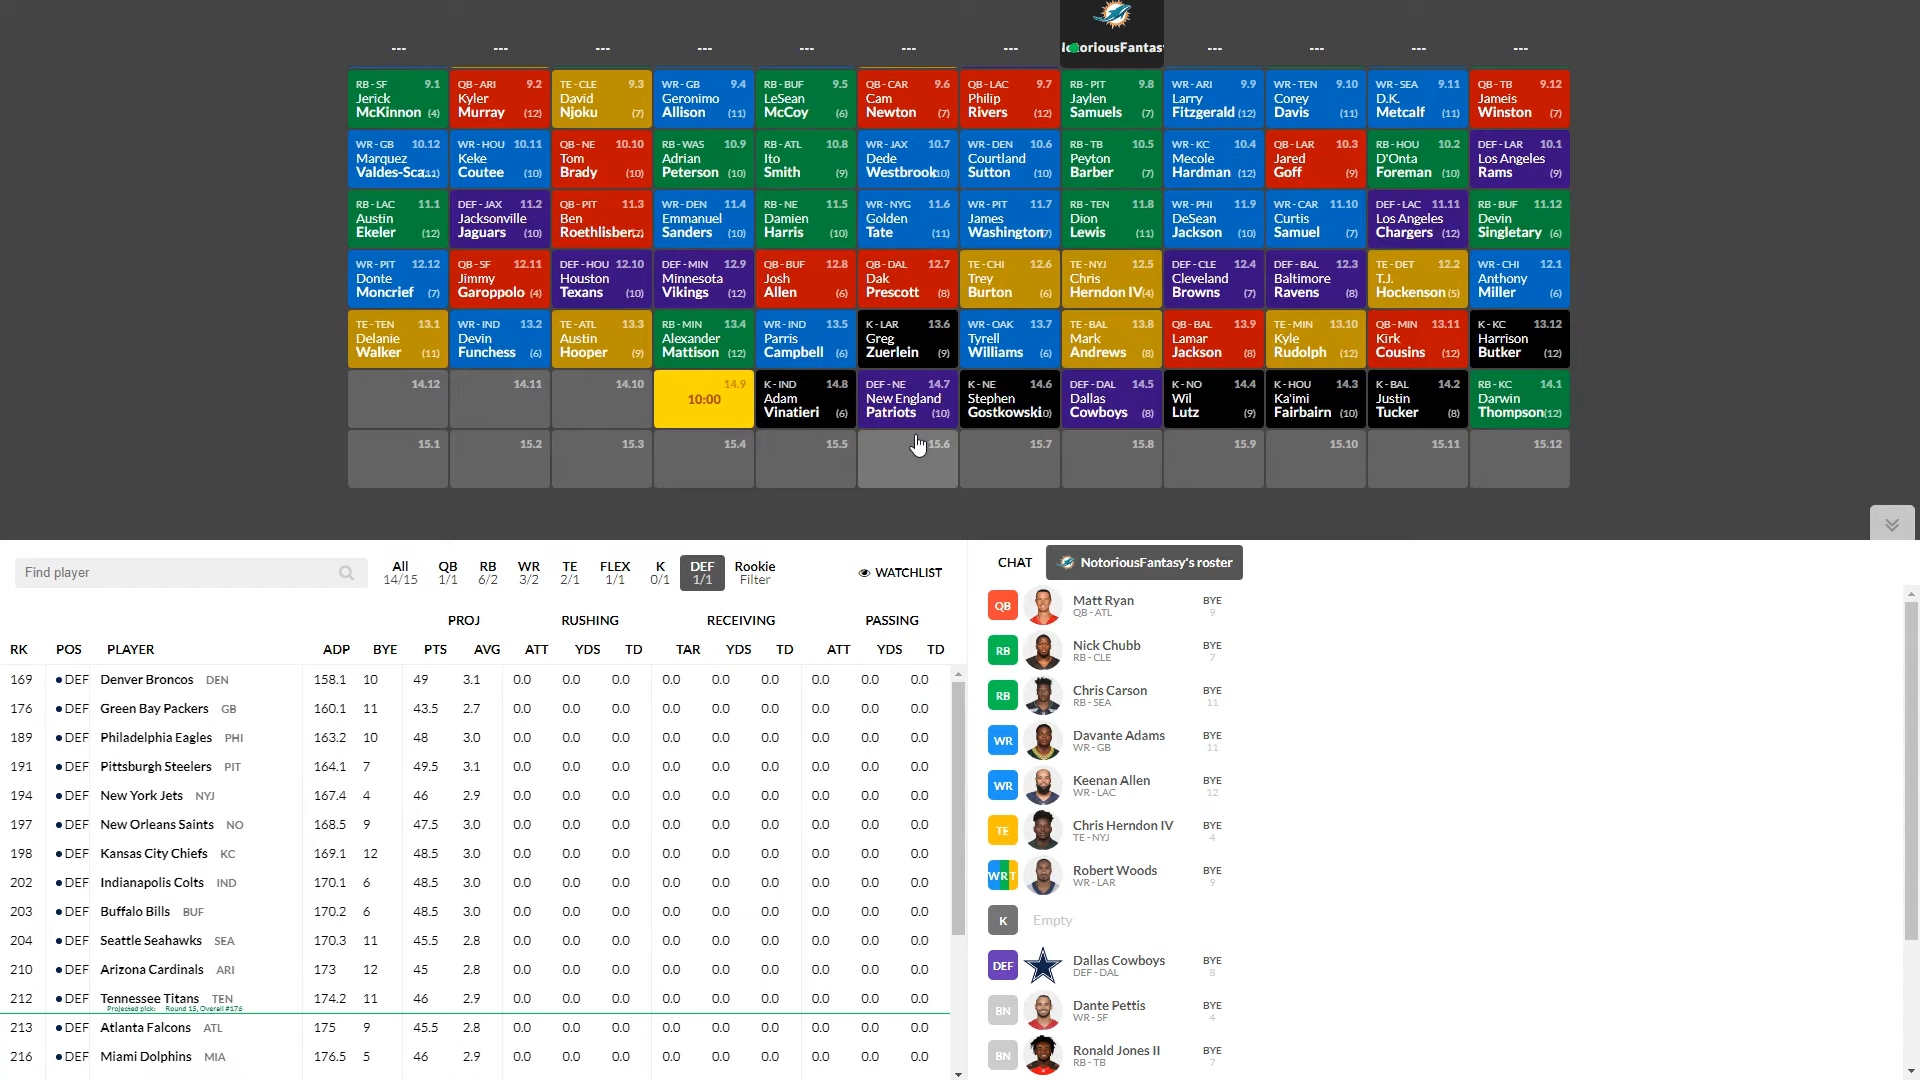 --- --- --- --- --- --- --- NotoriousFantasy --- --- --- ---
RB - SF 9.1 QB - ARI 9.2 TE - CLE 9.3 WR - GB 9.4 RB - BUF 9.5 QB - CAR 9.6 QB - LAC 9.7 RB - PIT 9.8 WR - ARI 9.9 WR - TEN 9.10 WR - SEA 9.11 QB - TB 9.12
Jerick Kyler David Geronimo LeSean Cam Philip Jaylen Larry Corey D.K. Jameis
McKinnon (4) Murray (12) Njoku (7) Allison (11) McCoy (6) Newton (7) Rivers (12) Samuels (7) Fitzgerald (12) Davis (11) Metcalf (11) Winston (7)
WR - GB 10.12 WR - HOU 10.11 QB - NE 10.10 RB - WAS 10.9 RB - ATL 10.8 WR - JAX 10.7 WR - DEN 10.6 RB - TB 10.5 WR - KC 10.4 QB - LAR 10.3 RB - HOU 10.2 DEF - LAR 10.1
Marquez Keke Tom Adrian Ito Dede Courtland Peyton Mecole Jared D'Onta Los Angeles
Valdes-Sca... 11) Coutee (10) Brady (10) Peterson (10) Smith (9) Westbrook 10) Sutton (10) Barber (7) Hardman (12) Goff (9) Foreman (10) Rams (9)
RB - LAC 11.1 DEF - JAX 11.2 QB - PIT 11.3 WR - DEN 11.4 RB - NE 11.5 WR - NYG 11.6 WR - PIT 11.7 RB - TEN 11.8 WR - PHI 11.9 WR - CAR 11.10 DEF - LAC 11.11 RB - BUF 11.12
Austin Jacksonville Ben Emmanuel Damien Golden James Dion DeSean Curtis Los Angeles Devin
Ekeler (12) Jaguars (10) Roethlisber... Sanders (10) Harris (10) Tate (11) Washington 7) Lewis (11) Jackson (10) Samuel (7) Chargers (12) Singletary (6)
WR - PIT 12.12 QB - SF 12.11 DEF - HOU 12.10 DEF - MIN 12.9 QB - BUF 12.8 QB - DAL 12.7 TE - CHI 12.6 TE - NYJ 12.5 DEF - CLE 12.4 DEF - BAL 12.3 TE - DET 12.2 WR - CHI 12.1
Donte Jimmy Houston Minnesota Josh Dak Trey Chris Cleveland Baltimore T.J. Anthony
Moncrief (7) Garoppolo (4) Texans (10) Vikings (12) Allen (6) Prescott (8) Burton (6) Herndon IV (4) Browns (7) Ravens (8) Hockenson (5) Miller (6)
TE - TEN 13.1 WR - IND 13.2 TE - ATL 13.3 RB - MIN 13.4 WR - IND 13.5 K - LAR 13.6 WR - OAK 13.7 TE - BAL 13.8 QB - BAL 13.9 TE - MIN 13.10 QB - MIN 13.11 K - KC 13.12
Delanie Devin Austin Alexander Parris Greg Tyrell Mark Lamar Kyle Kirk Harrison
Walker (11) Funchess (6) Hooper (9) Mattison (12) Campbell (6) Zuerlein (9) Williams (6) Andrews (8) Jackson (8) Rudolph (12) Cousins (12) Butker (12)
14.12 14.11 14.10 14.9 K - IND 14.8 DEF - NE 14.7 K - NE 14.6 DEF - DAL 14.5 K - NO 14.4 K - HOU 14.3 K - BAL 14.2 RB - KC 14.1
10:00 Adam New England Stephen Dallas Wil Ka'imi Justin Darwin
Vinatieri (6) Patriots (10) Gostkowski 10) Cowboys (8) Lutz (9) Fairbairn (10) Tucker (8) Thompson (12)
15.1 15.2 15.3 15.4 15.5 15.6 15.7 15.8 15.9 15.10 15.11 15.12
Find player
All QB RB WR TE FLEX K DEF Rookie
14/15 1/1 6/2 3/2 2/1 1/1 0/1 1/1 Filter
WATCHLIST
PROJ RUSHING RECEIVING PASSING
RK POS PLAYER ADP BYE PTS AVG ATT YDS TD TAR YDS TD ATT YDS TD
169 DEF Denver Broncos DEN 158.1 10 49 3.1 0.0 0.0 0.0 0.0 0.0 0.0 0.0 0.0 0.0
176 DEF Green Bay Packers GB 160.1 11 43.5 2.7 0.0 0.0 0.0 0.0 0.0 0.0 0.0 0.0 0.0
189 DEF Philadelphia Eagles PHI 163.2 10 48 3.0 0.0 0.0 0.0 0.0 0.0 0.0 0.0 0.0 0.0
191 DEF Pittsburgh Steelers PIT 164.1 7 49.5 3.1 0.0 0.0 0.0 0.0 0.0 0.0 0.0 0.0 0.0
194 DEF New York Jets NYJ 167.4 4 46 2.9 0.0 0.0 0.0 0.0 0.0 0.0 0.0 0.0 0.0
197 DEF New Orleans Saints NO 168.5 9 47.5 3.0 0.0 0.0 0.0 0.0 0.0 0.0 0.0 0.0 0.0
198 DEF Kansas City Chiefs KC 169.1 12 48.5 3.0 0.0 0.0 0.0 0.0 0.0 0.0 0.0 0.0 0.0
202 DEF Indianapolis Colts IND 170.1 6 48.5 3.0 0.0 0.0 0.0 0.0 0.0 0.0 0.0 0.0 0.0
203 DEF Buffalo Bills BUF 170.2 6 48.5 3.0 0.0 0.0 0.0 0.0 0.0 0.0 0.0 0.0 0.0
204 DEF Seattle Seahawks SEA 170.3 11 45.5 2.8 0.0 0.0 0.0 0.0 0.0 0.0 0.0 0.0 0.0
210 DEF Arizona Cardinals ARI 173 12 45 2.8 0.0 0.0 0.0 0.0 0.0 0.0 0.0 0.0 0.0
212 DEF Tennessee Titans TEN 174.2 11 46 2.9 0.0 0.0 0.0 0.0 0.0 0.0 0.0 0.0 0.0
Projected pick: Round 15, Overall #176
213 DEF Atlanta Falcons ATL 175 9 45.5 2.8 0.0 0.0 0.0 0.0 0.0 0.0 0.0 0.0 0.0
216 DEF Miami Dolphins MIA 176.5 5 46 2.9 0.0 0.0 0.0 0.0 0.0 0.0 0.0 0.0 0.0
CHAT NotoriousFantasy's roster
QB Matt Ryan BYE
QB - ATL 9
RB Nick Chubb BYE
RB - CLE 7
RB Chris Carson BYE
RB - SEA 11
WR Davante Adams BYE
WR - GB 11
WR Keenan Allen BYE
WR - LAC 12
TE Chris Herndon IV BYE
TE - NYJ 4
WRT Robert Woods BYE
WR - LAR 9
K Empty
DEF Dallas Cowboys BYE
DEF - DAL 8
BN Dante Pettis BYE
WR - SF 4
BN Ronald Jones II BYE
RB - TB 7